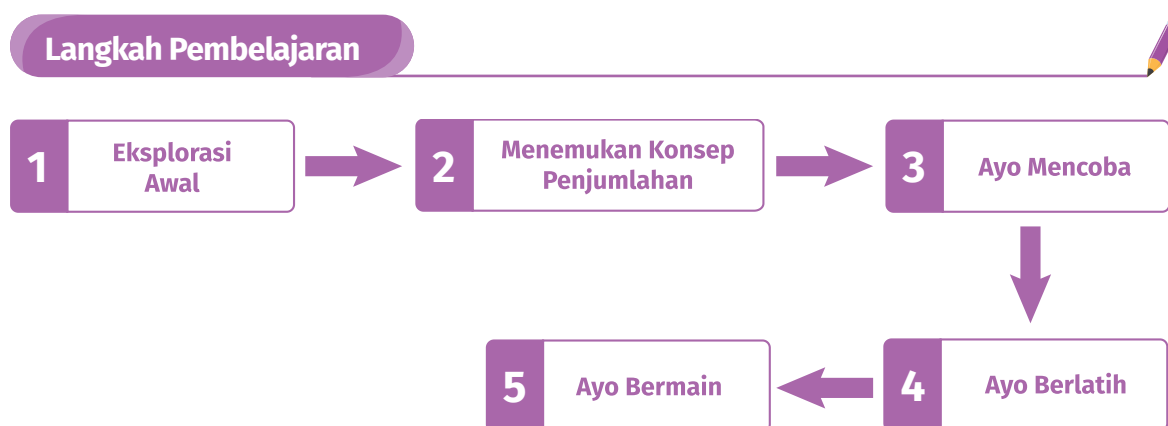 Langkah Pembelajaran
1
Eksplorasi
Awal
2
Menemukan Konsep
Penjumlahan
3
Ayo Mencoba
4
Ayo Berlatih
5
Ayo Bermain